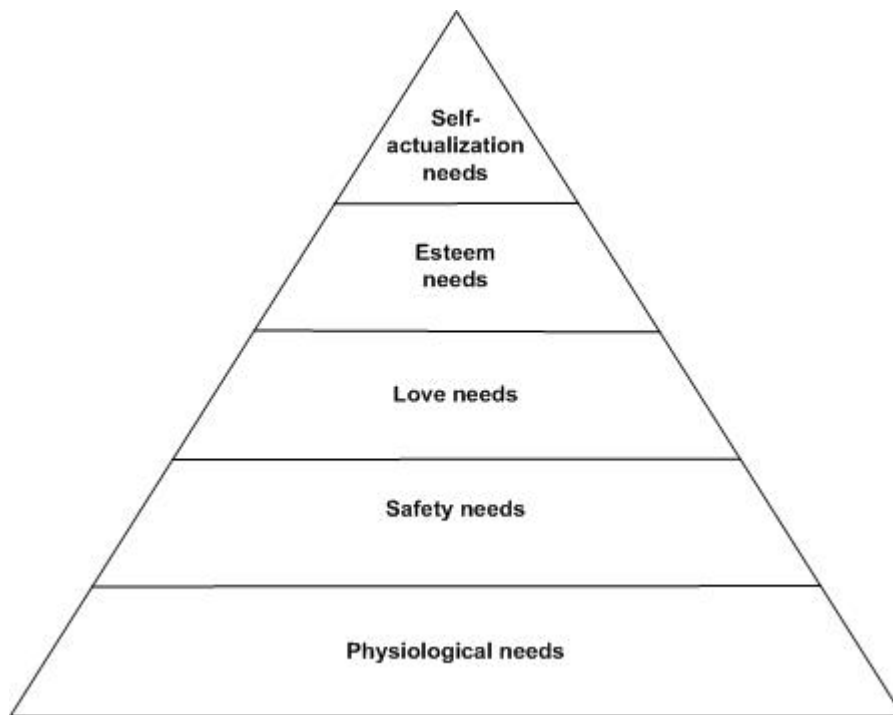 Self-
actualization
needs
Esteem
needs
Love needs
Safety needs
Physiological needs